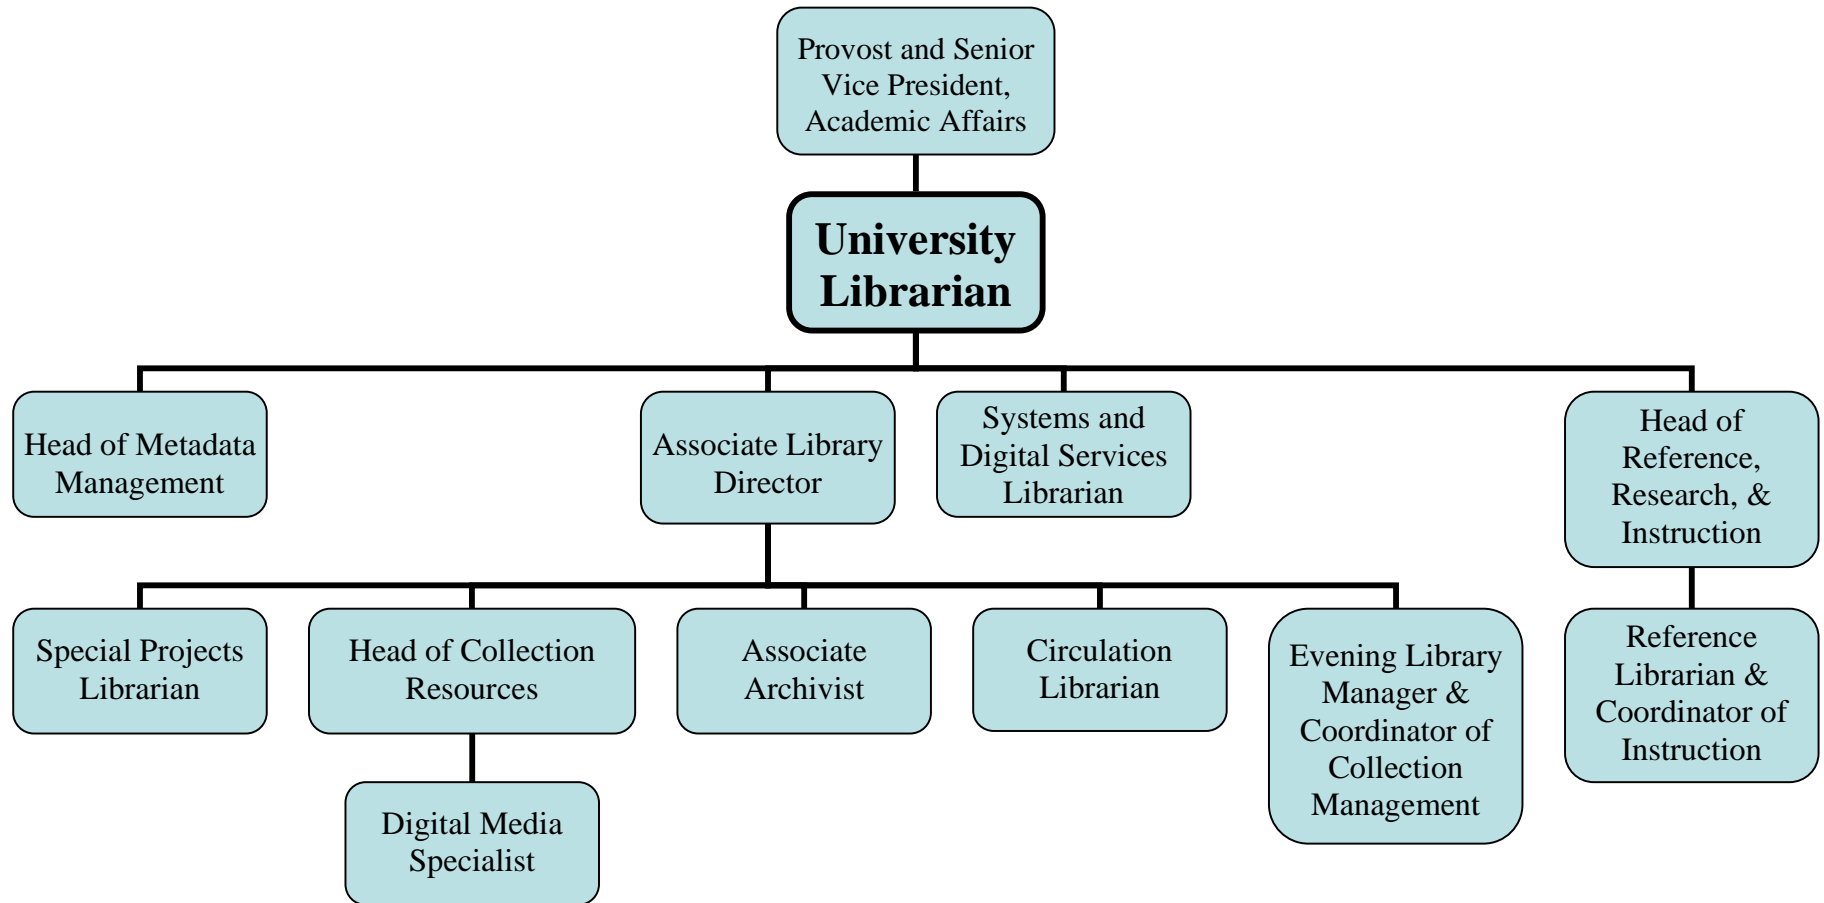 Provost and Senior
Vice President,
Academic Affairs
University
Librarian
Head of Metadata
Management
Associate Library
Director
Systems and
Digital Services
Librarian
Head of
Reference,
Research, &
Instruction
Special Projects
Librarian
Head of Collection
Resources
Associate
Archivist
Circulation
Librarian
Evening Library
Manager &
Coordinator of
Collection
Management
Reference
Librarian &
Coordinator of
Instruction
Digital Media
Specialist